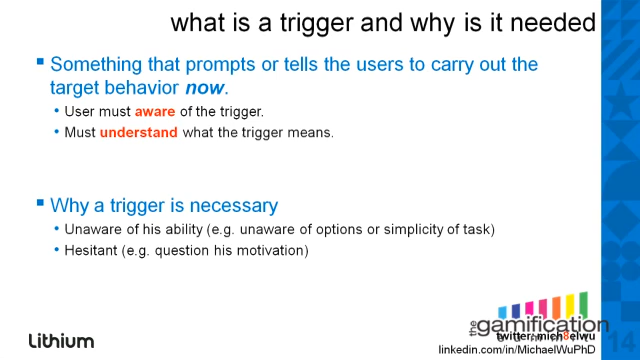 what is a trigger and why is it needed
Something that prompts or tells the users to carry out the
target behavior now.
User must aware of the trigger.
Must understand what the trigger means.
Why a trigger is necessary
Unaware of his ability (e.g. unaware of options or simplicity of task)
Hesitant (e.g. question his motivation)
the gamification
twitter: mich8elwu
linkedin.com/in/MichaelWuPhD
Lithium
14